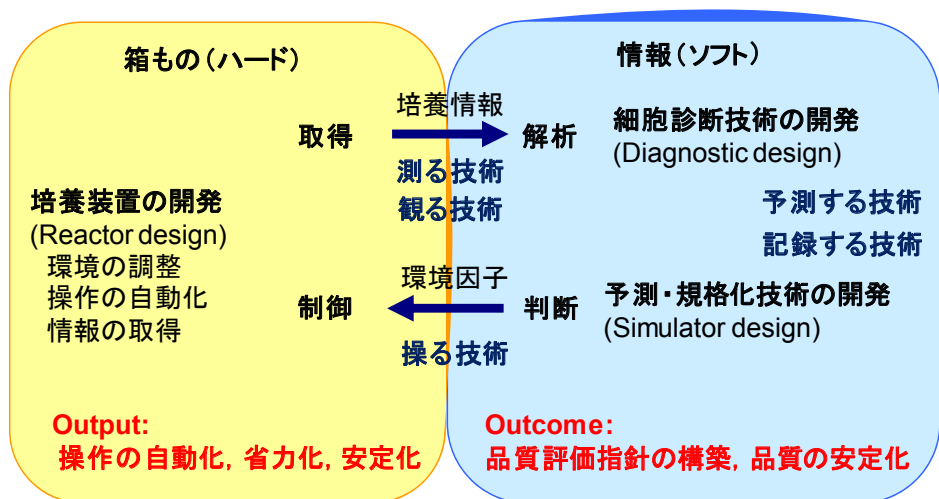 箱もの(ハード)
取得
培養装置の開発
(Reactor design)
環境の調整
操作の自動化
情報の取得
制御
Output:
操作の自動化, 省力化, 安定化
培養情報
測る技術
観る技術
環境因子
操る技術
情報(ソフト)
解析
細胞診断技術の開発
(Diagnostic design)
予測する技術
記録する技術
判断
予測・規格化技術の開発
(Simulator design)
Outcome:
品質評価指針の構築, 品質の安定化